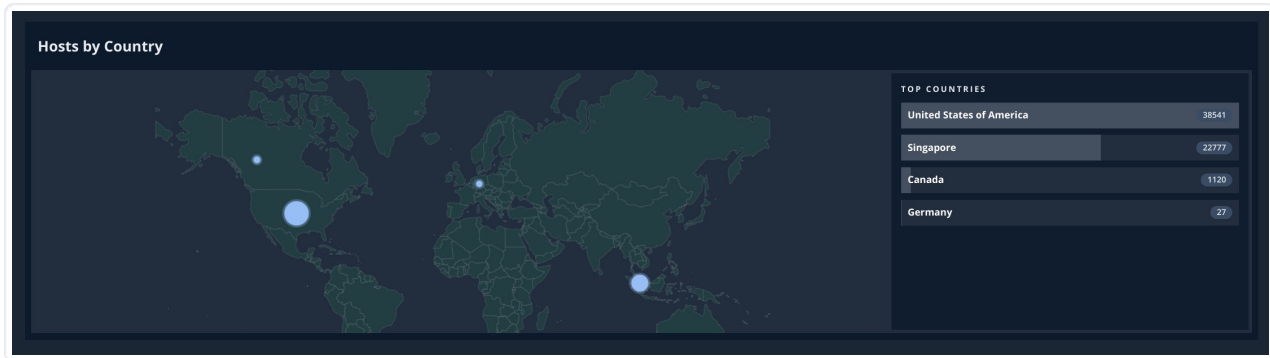 Hosts by Country
TOP COUNTRIES
United States of America 38541
Singapore 22777
Canada 1120
Germany 27